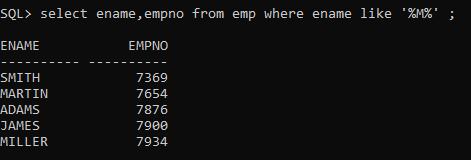 SQL> select ename,empno from emp where ename like '%M%' ;
ENAME           EMPNO
---------- ----------
SMITH            7369
MARTIN           7654
ADAMS            7876
JAMES            7900
MILLER           7934